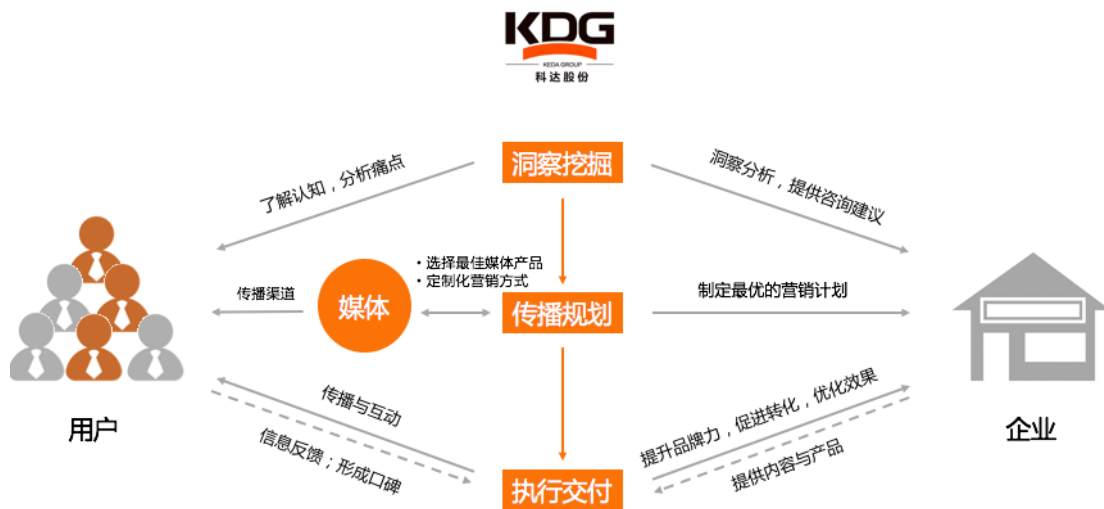 KDG
KEDA GROUP
科达股份
洞察挖掘
了解认知，分析痛点
洞察分析，提供咨询建议
·选择最佳媒体产品
·定制化营销方式
传播渠道
媒体
传播规划
制定最优的营销计划
用户
企业
传播与互动
信息反馈；形成口碑
提升品牌力，促进转化，优化效果
提供内容与产品
执行交付